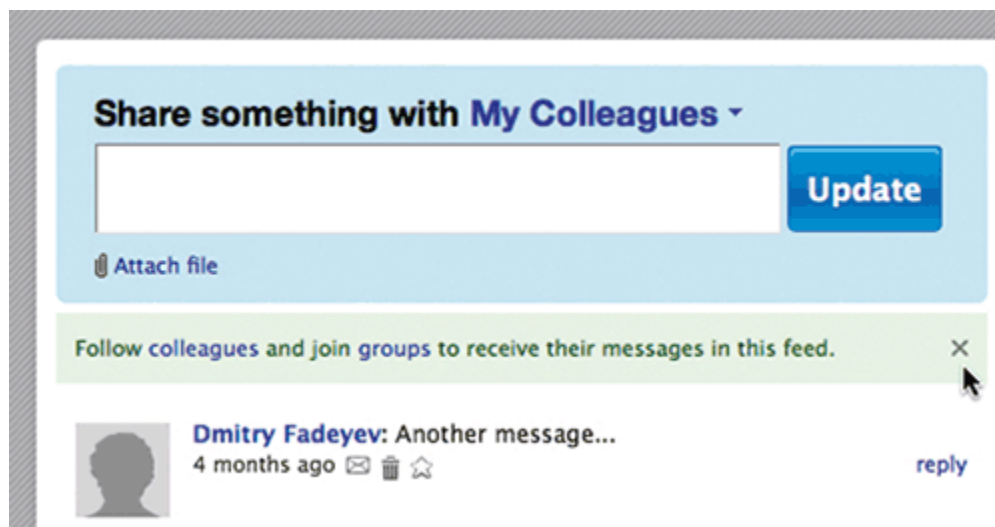 Share something with My Colleagues
Update
Attach file
Follow colleagues and join groups to receive their messages in this feed.
Dmitry Fadeyev: Another message...
4 months ago
reply